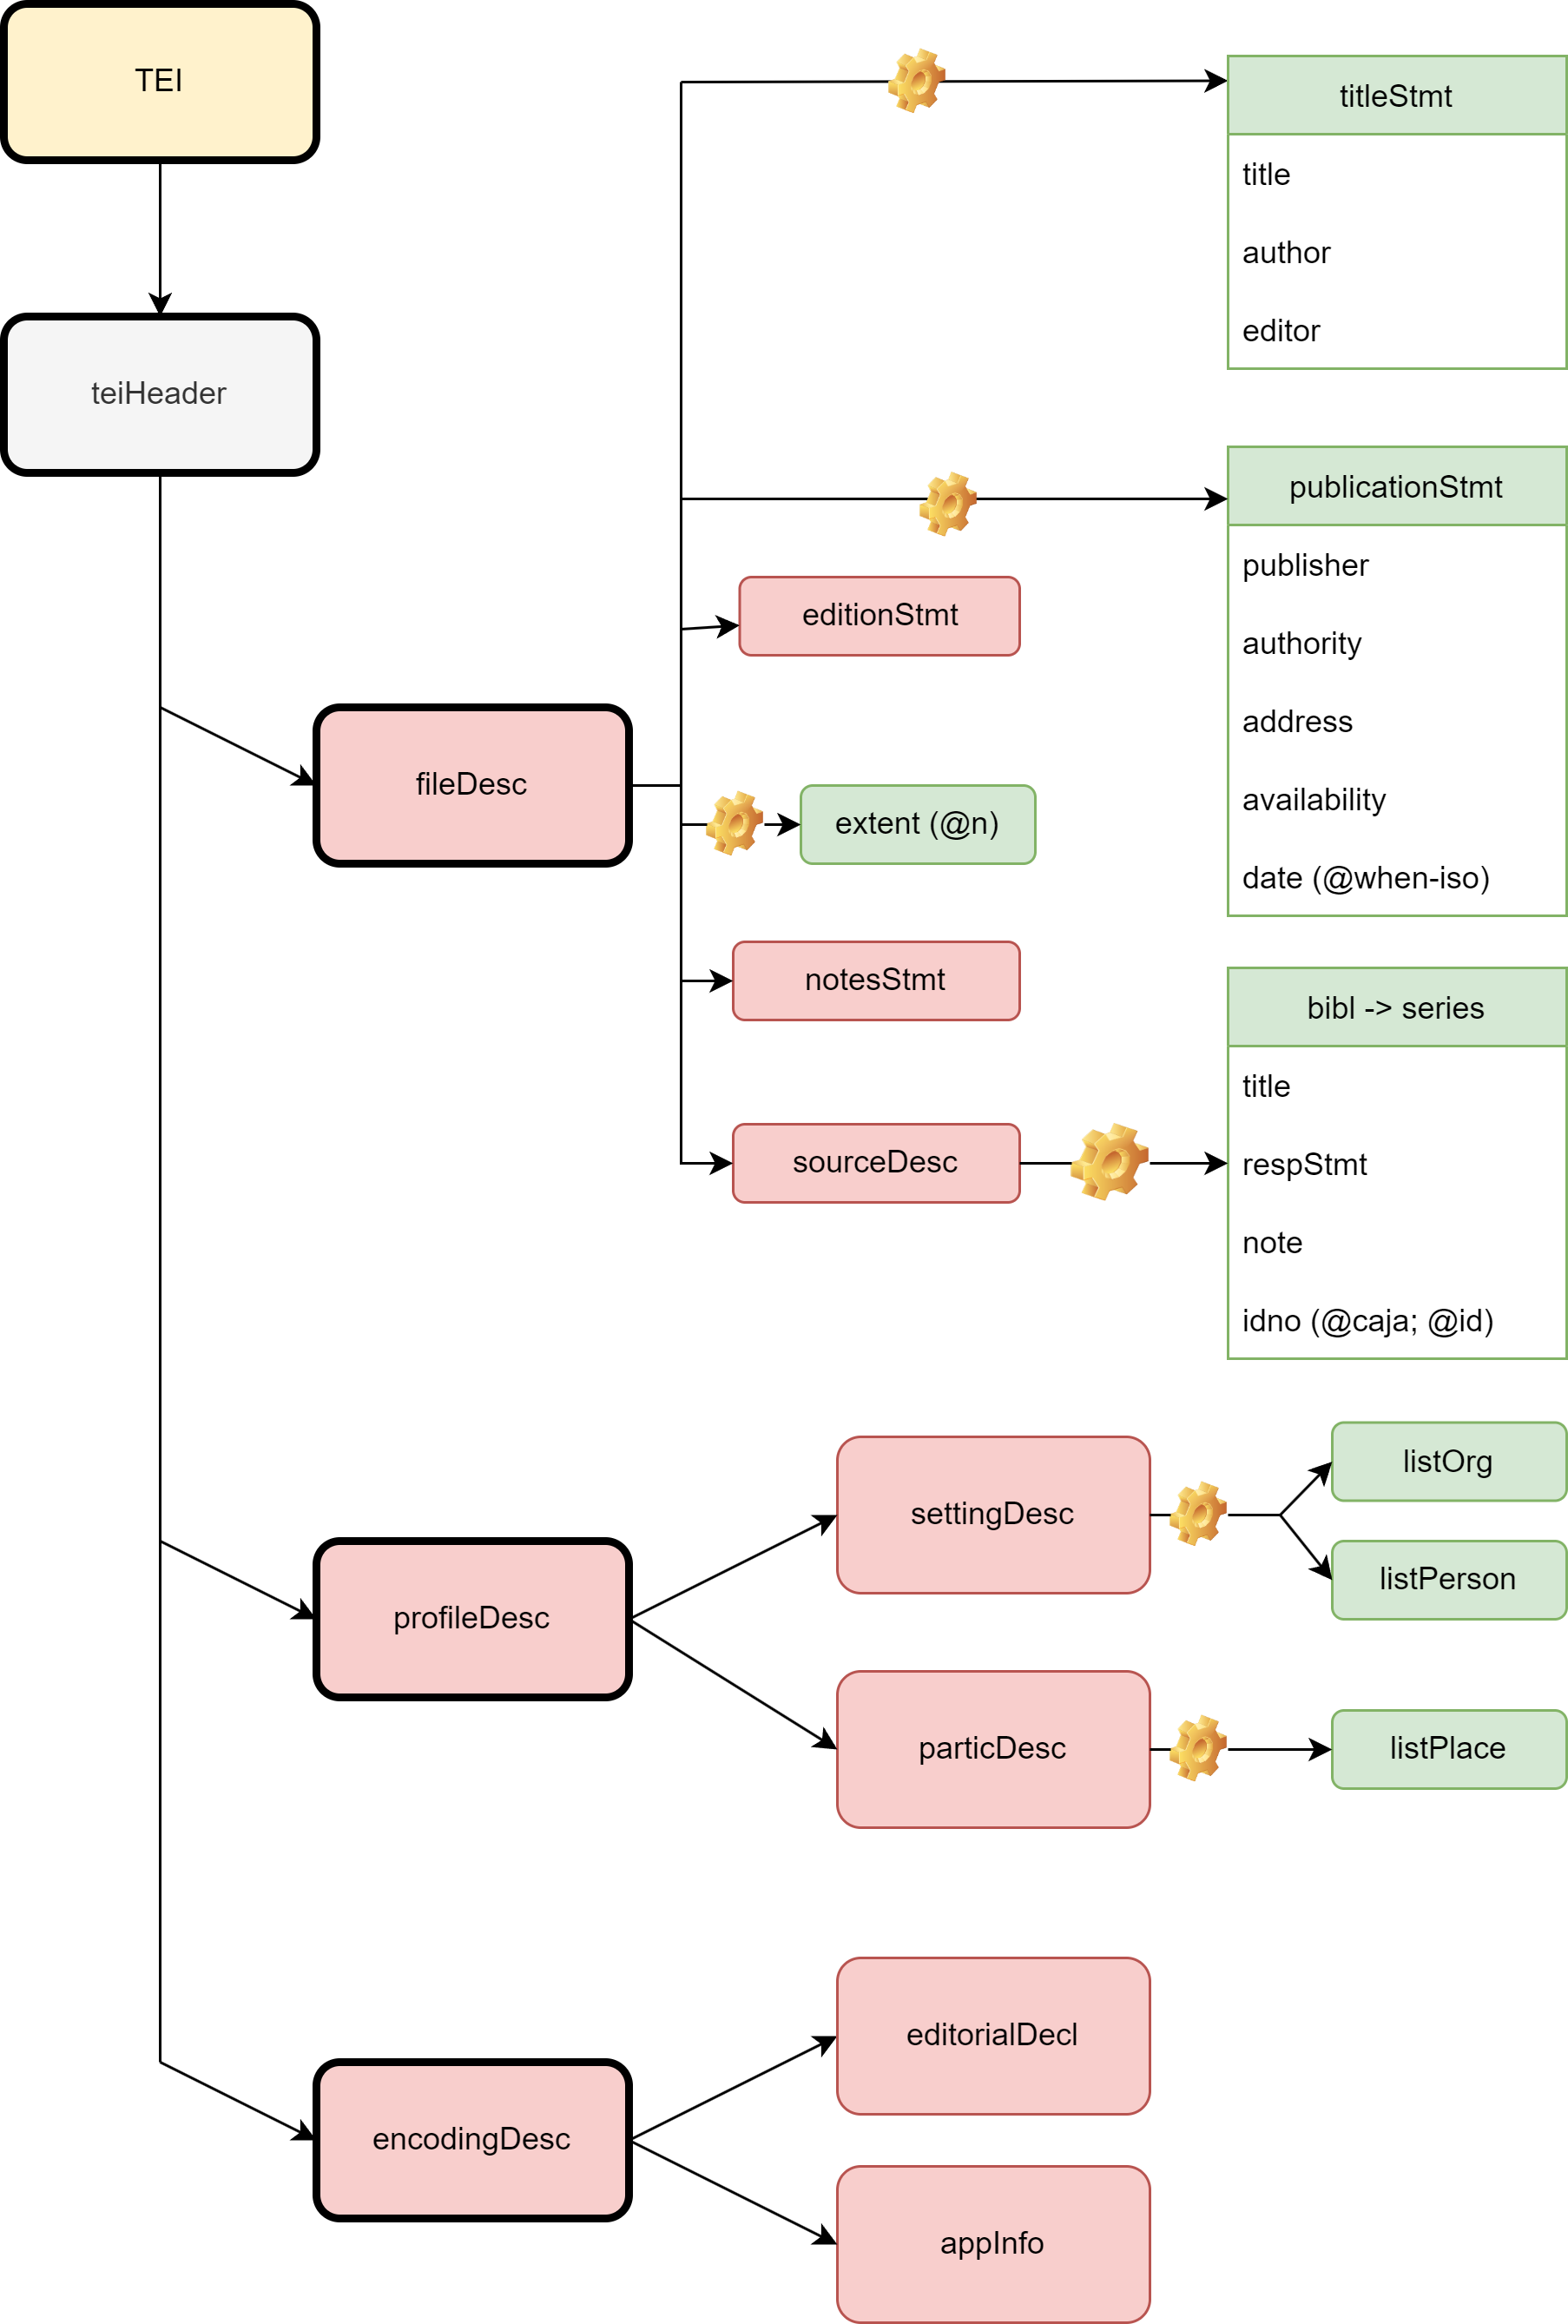 TEI
teiHeader
fileDesc
titleStmt
title
author
editor
publicationStmt
publisher
authority
address
availability
date (@when-iso)
editionStmt
extent (@n)
notesStmt
sourceDesc
bibl -> series
title
respStmt
note
idno (@caja; @id)
profileDesc
settingDesc
listOrg
listPerson
particDesc
listPlace
encodingDesc
editorialDecl
appInfo